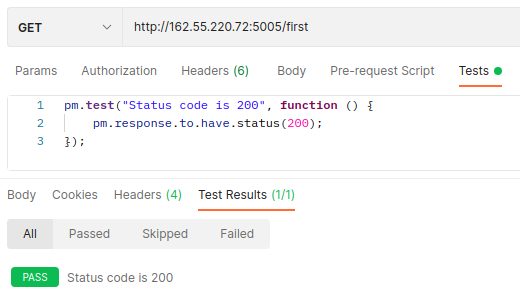 GET http://162.55.220.72:5005/first
Params Authorization Headers (6) Body Pre-request Script Tests
1 pm.test("Status code is 200", function () {
2 pm.response.to.have.status(200);
3 });
Body Cookies Headers (4) Test Results (1/1)
All Passed Skipped Failed
PASS Status code is 200